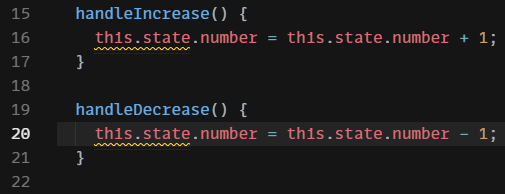 15 handleIncrease() {
16 this.state.number = this.state.number + 1;
17 }
18
19 handleDecrease() {
20 this.state.number = this.state.number - 1;
21 }
22